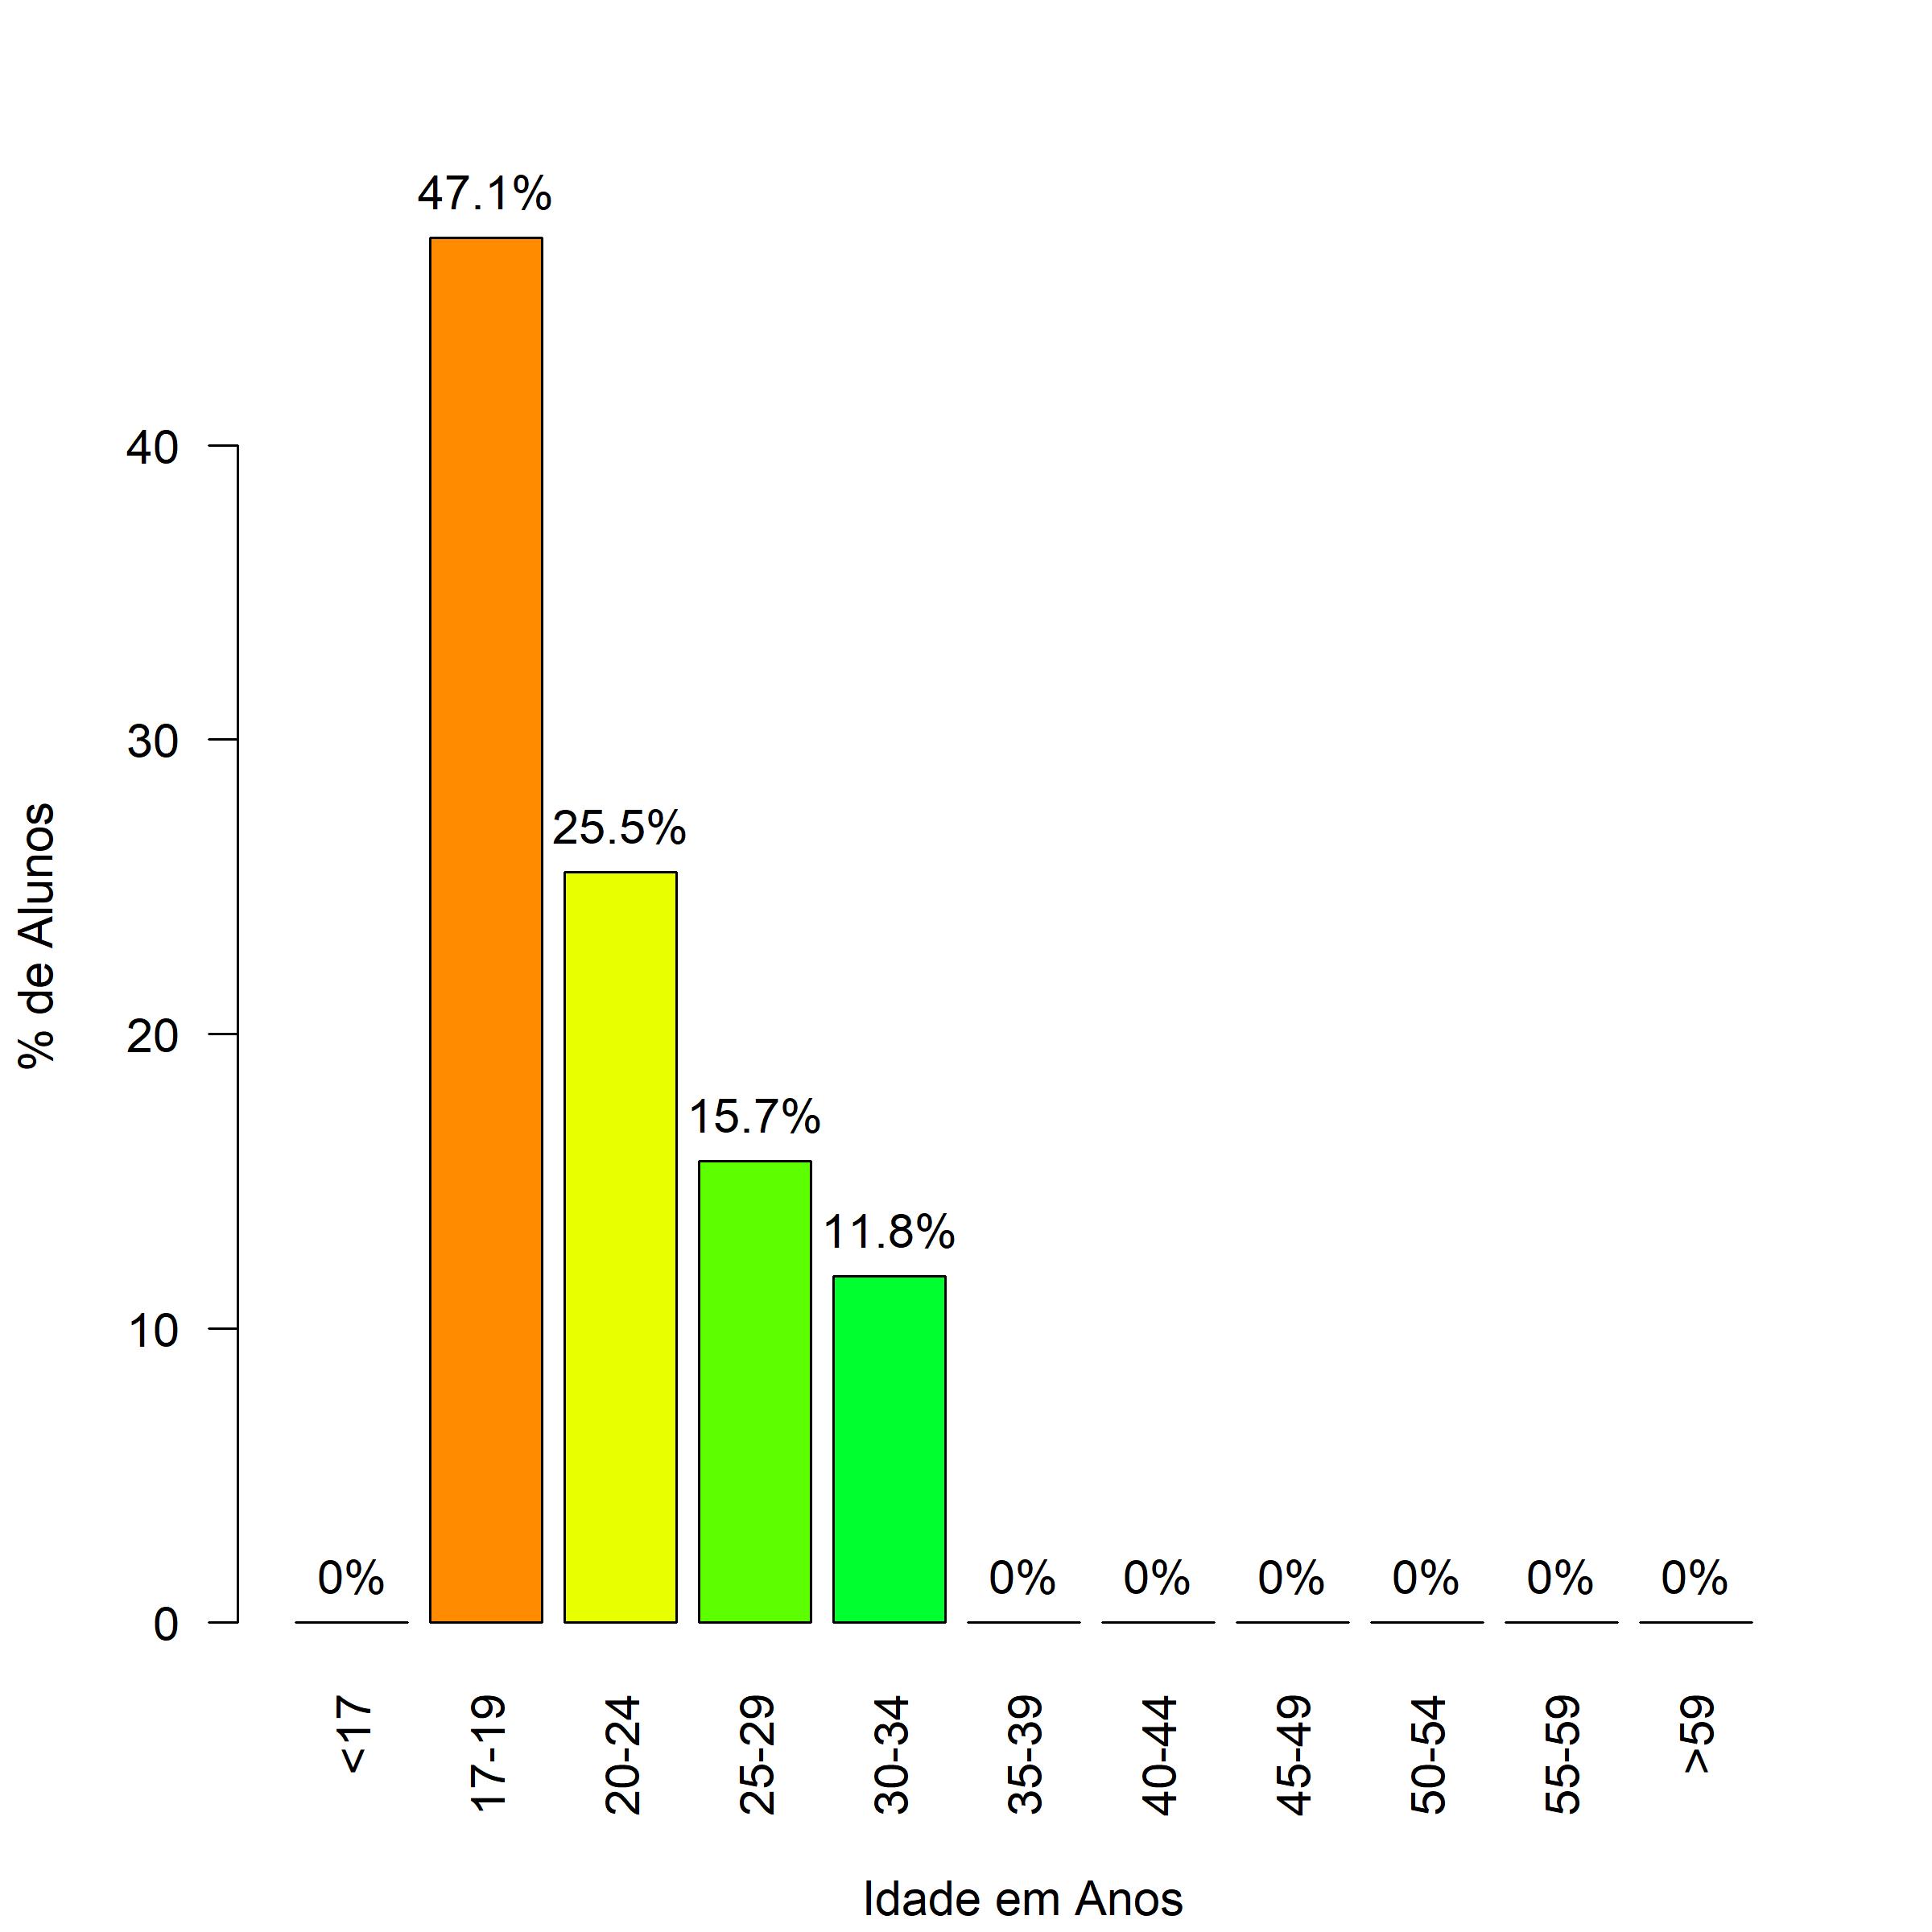 47.1%
40
30
25.5%
% de Alunos
20
15.7%
11.8%
10
0% 0% 0% 0% 0% 0% 0%
0
<17 17-19 20-24 25-29 30-34 35-39 40-44 45-49 50-54 55-59 >59
Idade em Anos